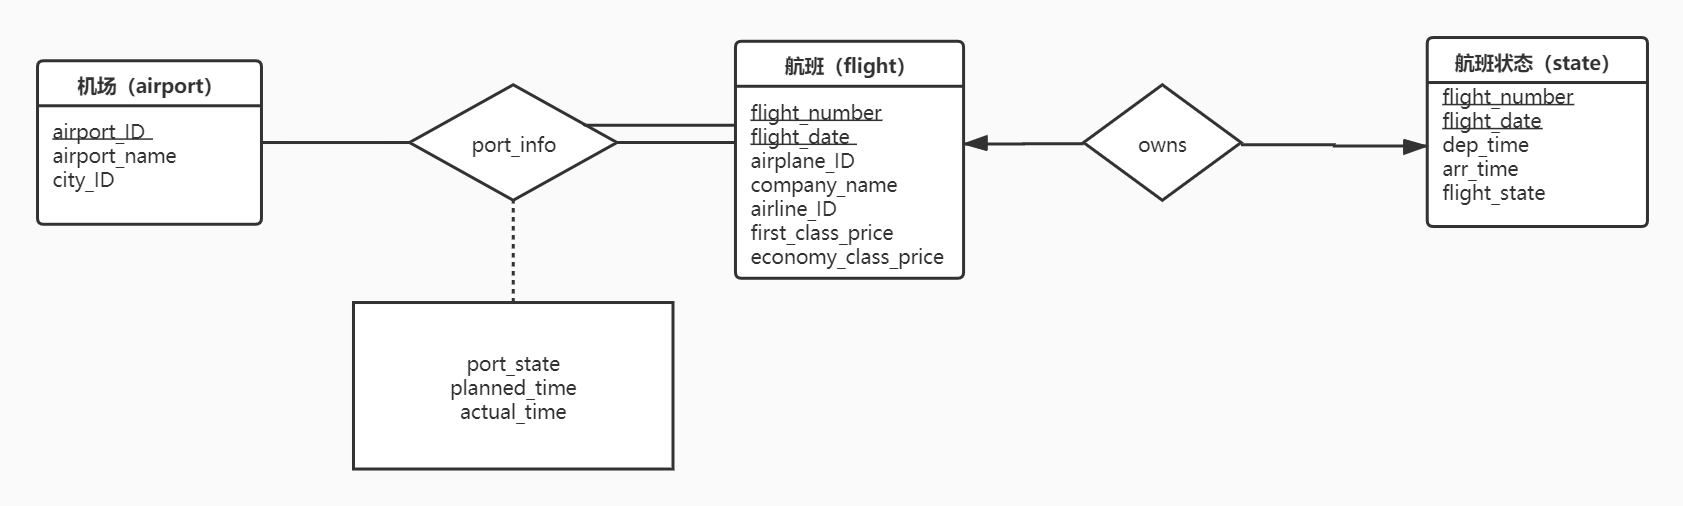 机场（airport）
airport_ID
airport_name
city_ID
port_info
port_state
planned_time
actual_time
航班（flight）
flight_number
flight_date
airplane_ID
company_name
airline_ID
first_class_price
economy_class_price
owns
航班状态（state）
flight_number
flight_date
dep_time
arr_time
flight_state